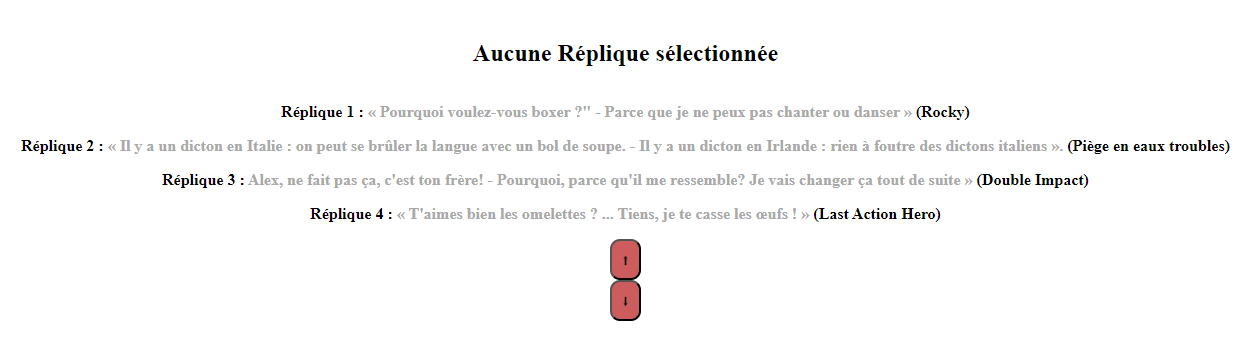 Aucune Réplique sélectionnée
Réplique 1 : « Pourquoi voulez-vous boxer ?" - Parce que je ne peux pas chanter ou danser » (Rocky)
Réplique 2 : « Il y a un dicton en Italie : on peut se brûler la langue avec un bol de soupe. - Il y a un dicton en Irlande : rien à foutre des dictons italiens ». (Piège en eaux troubles)
Réplique 3 : Alex, ne fait pas ça, c'est ton frère! - Pourquoi, parce qu'il me ressemble? Je vais changer ça tout de suite » (Double Impact)
Réplique 4 : « T'aimes bien les omelettes ? ... Tiens, je te casse les œufs ! » (Last Action Hero)
↑
↓